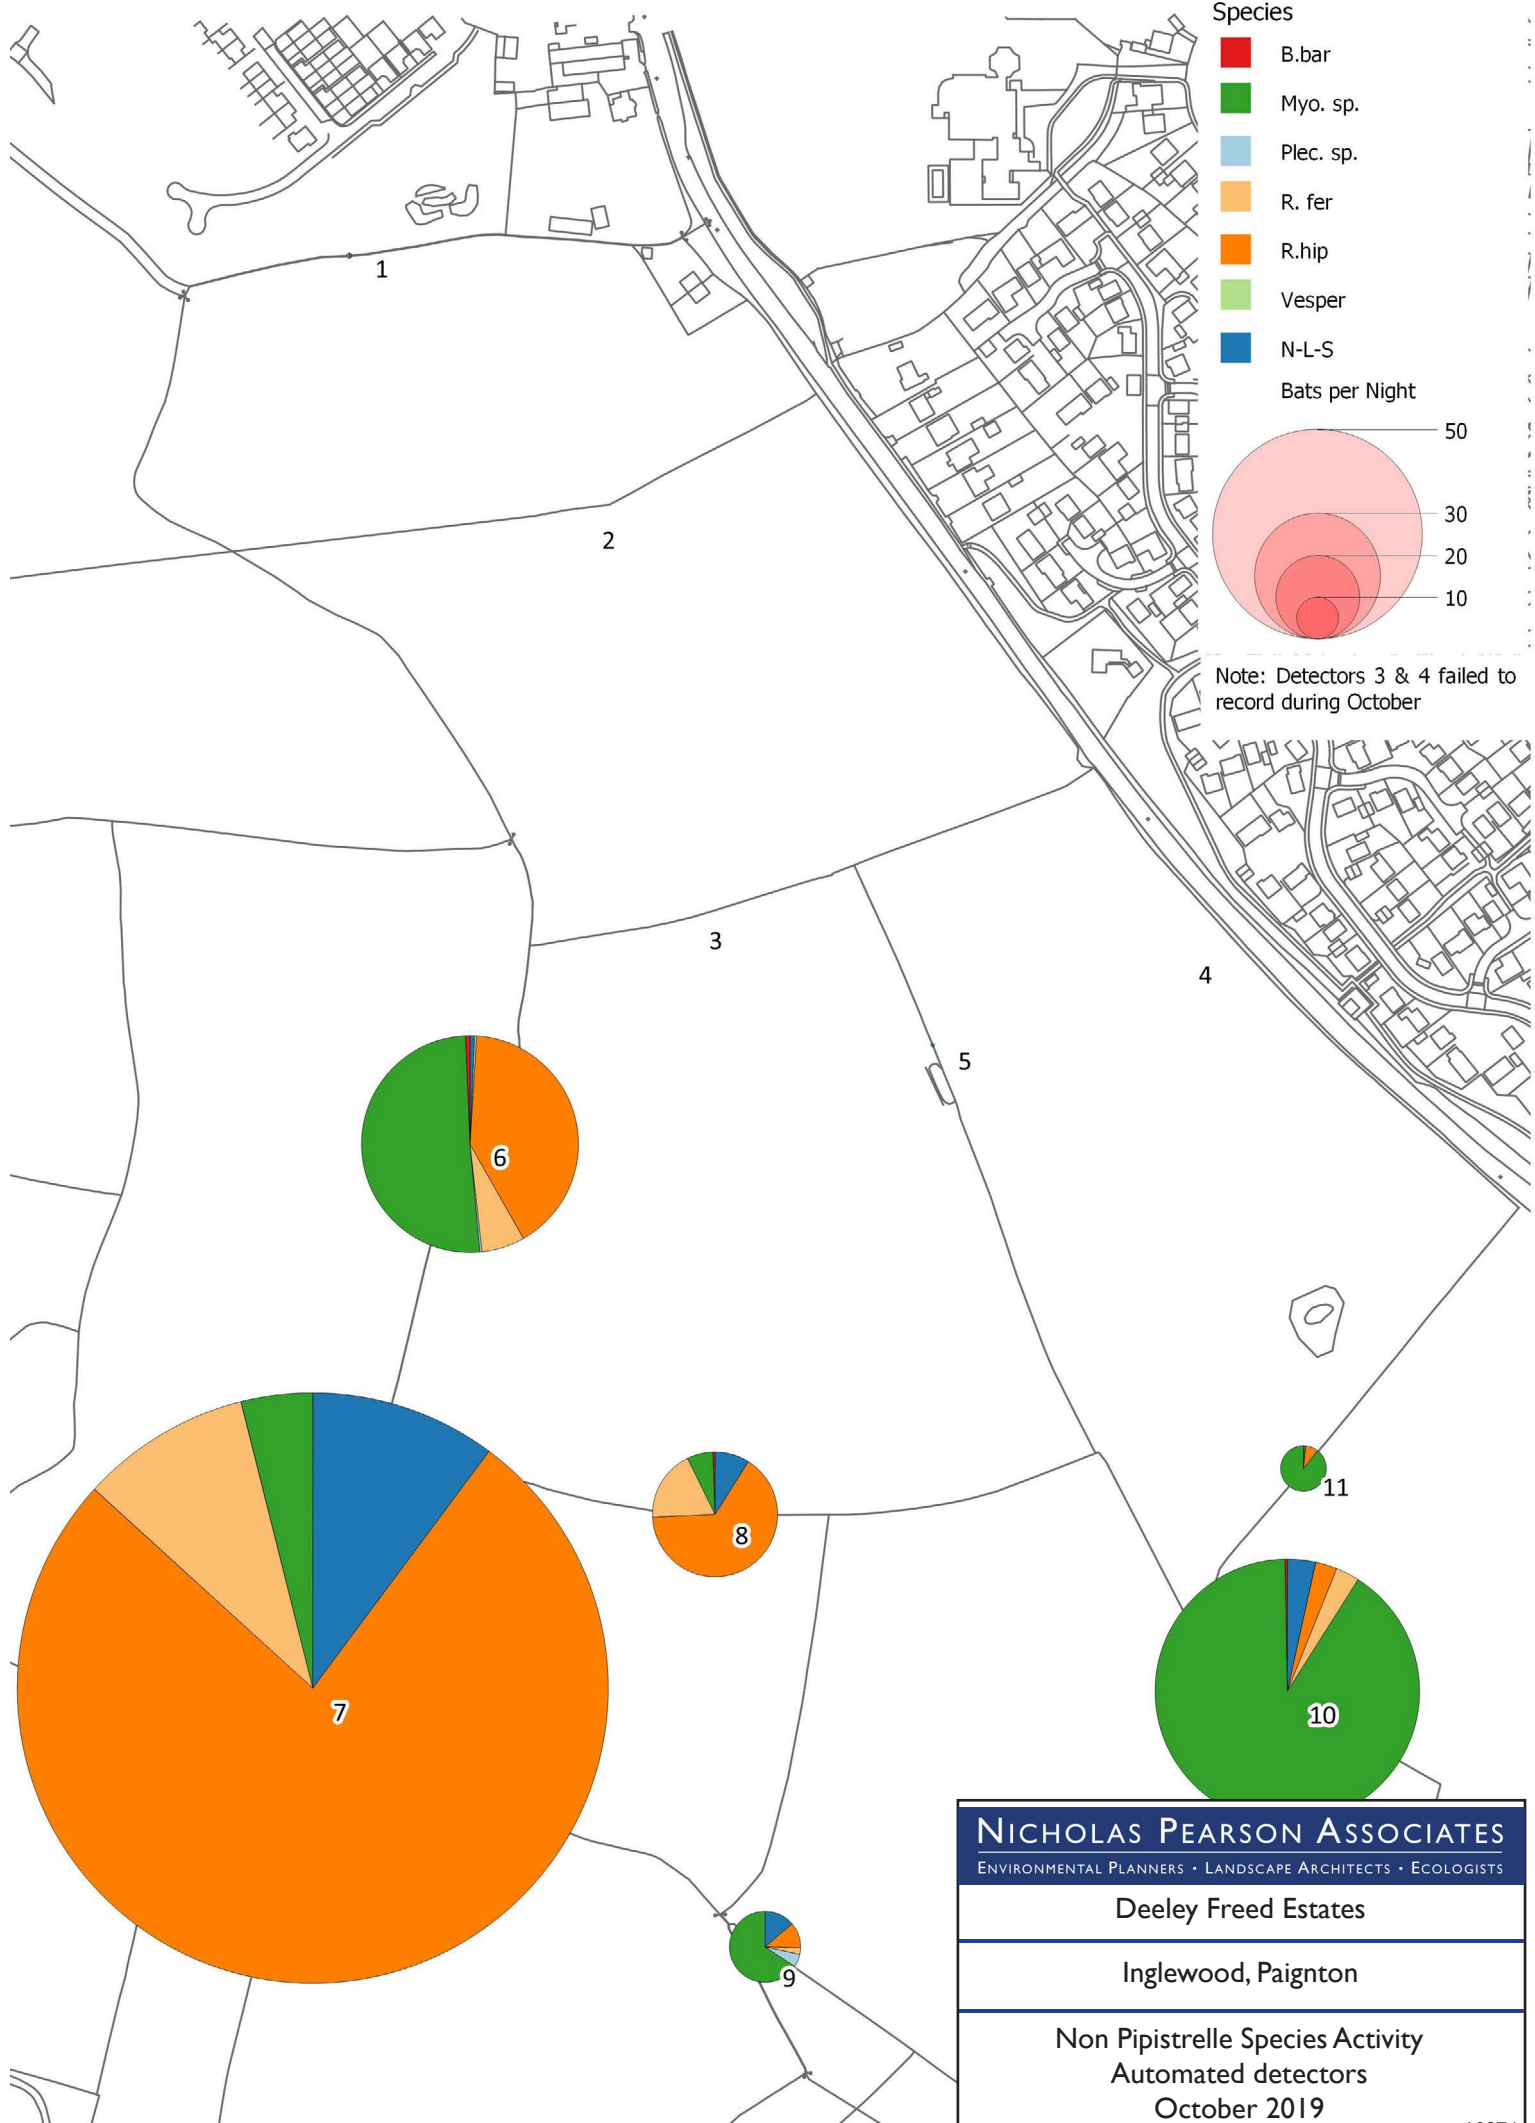 Species
B.bar
Myo. sp.
Plec. sp.
R. fer
R.hip
Vesper
N-L-S
Bats per Night
50
30
20
10
Note: Detectors 3 & 4 failed to
record during October
1
2
3
4
5
6
7
8
9
10
11
NICHOLAS PEARSON ASSOCIATES
ENVIRONMENTAL PLANNERS • LANDSCAPE ARCHITECTS • ECOLOGISTS
Deeley Freed Estates
Inglewood, Paignton
Non Pipistrelle Species Activity
Automated detectors
October 2019